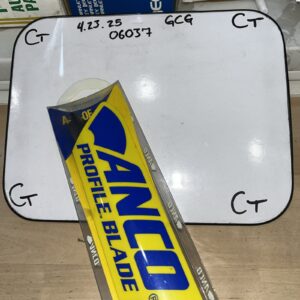 CT
4.23.25 GCG
06037
CT
ANCO
PROFILE BLADE
CT
CT